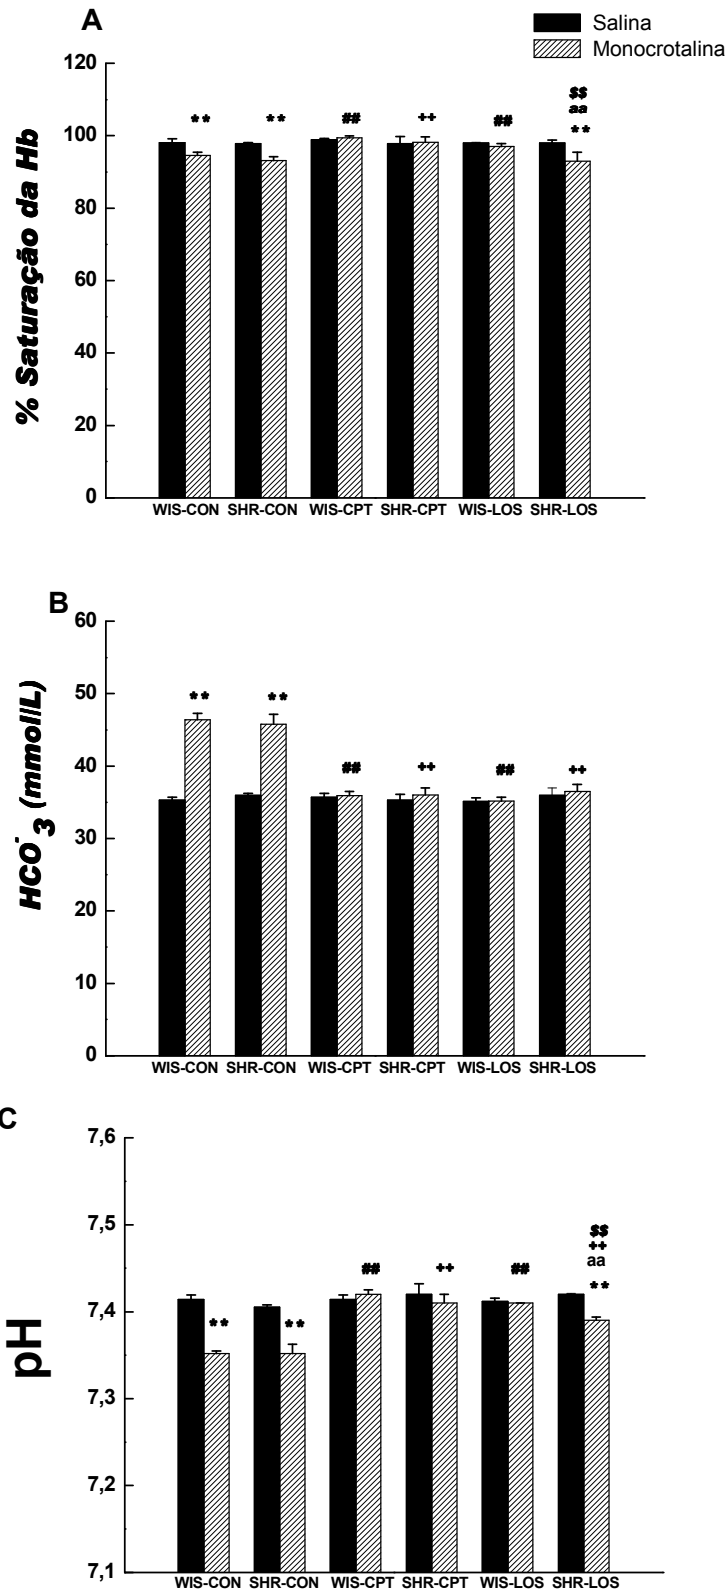 A
Salina
Monocrotalina
% Saturação da Hb
120
100
80
60
40
20
0
** ** ## ++ ## $$
aa
**
WIS-CON SHR-CON WIS-CPT SHR-CPT WIS-LOS SHR-LOS
B
HCO-3 (mmol/L)
60
50
40
30
20
10
0
** ** ## ++ ## ++
WIS-CON SHR-CON WIS-CPT SHR-CPT WIS-LOS SHR-LOS
C
pH
7,6
7,5
7,4
7,3
7,2
7,1
** ** ## ++ ## $$
++
aa
**
WIS-CON SHR-CON WIS-CPT SHR-CPT WIS-LOS SHR-LOS